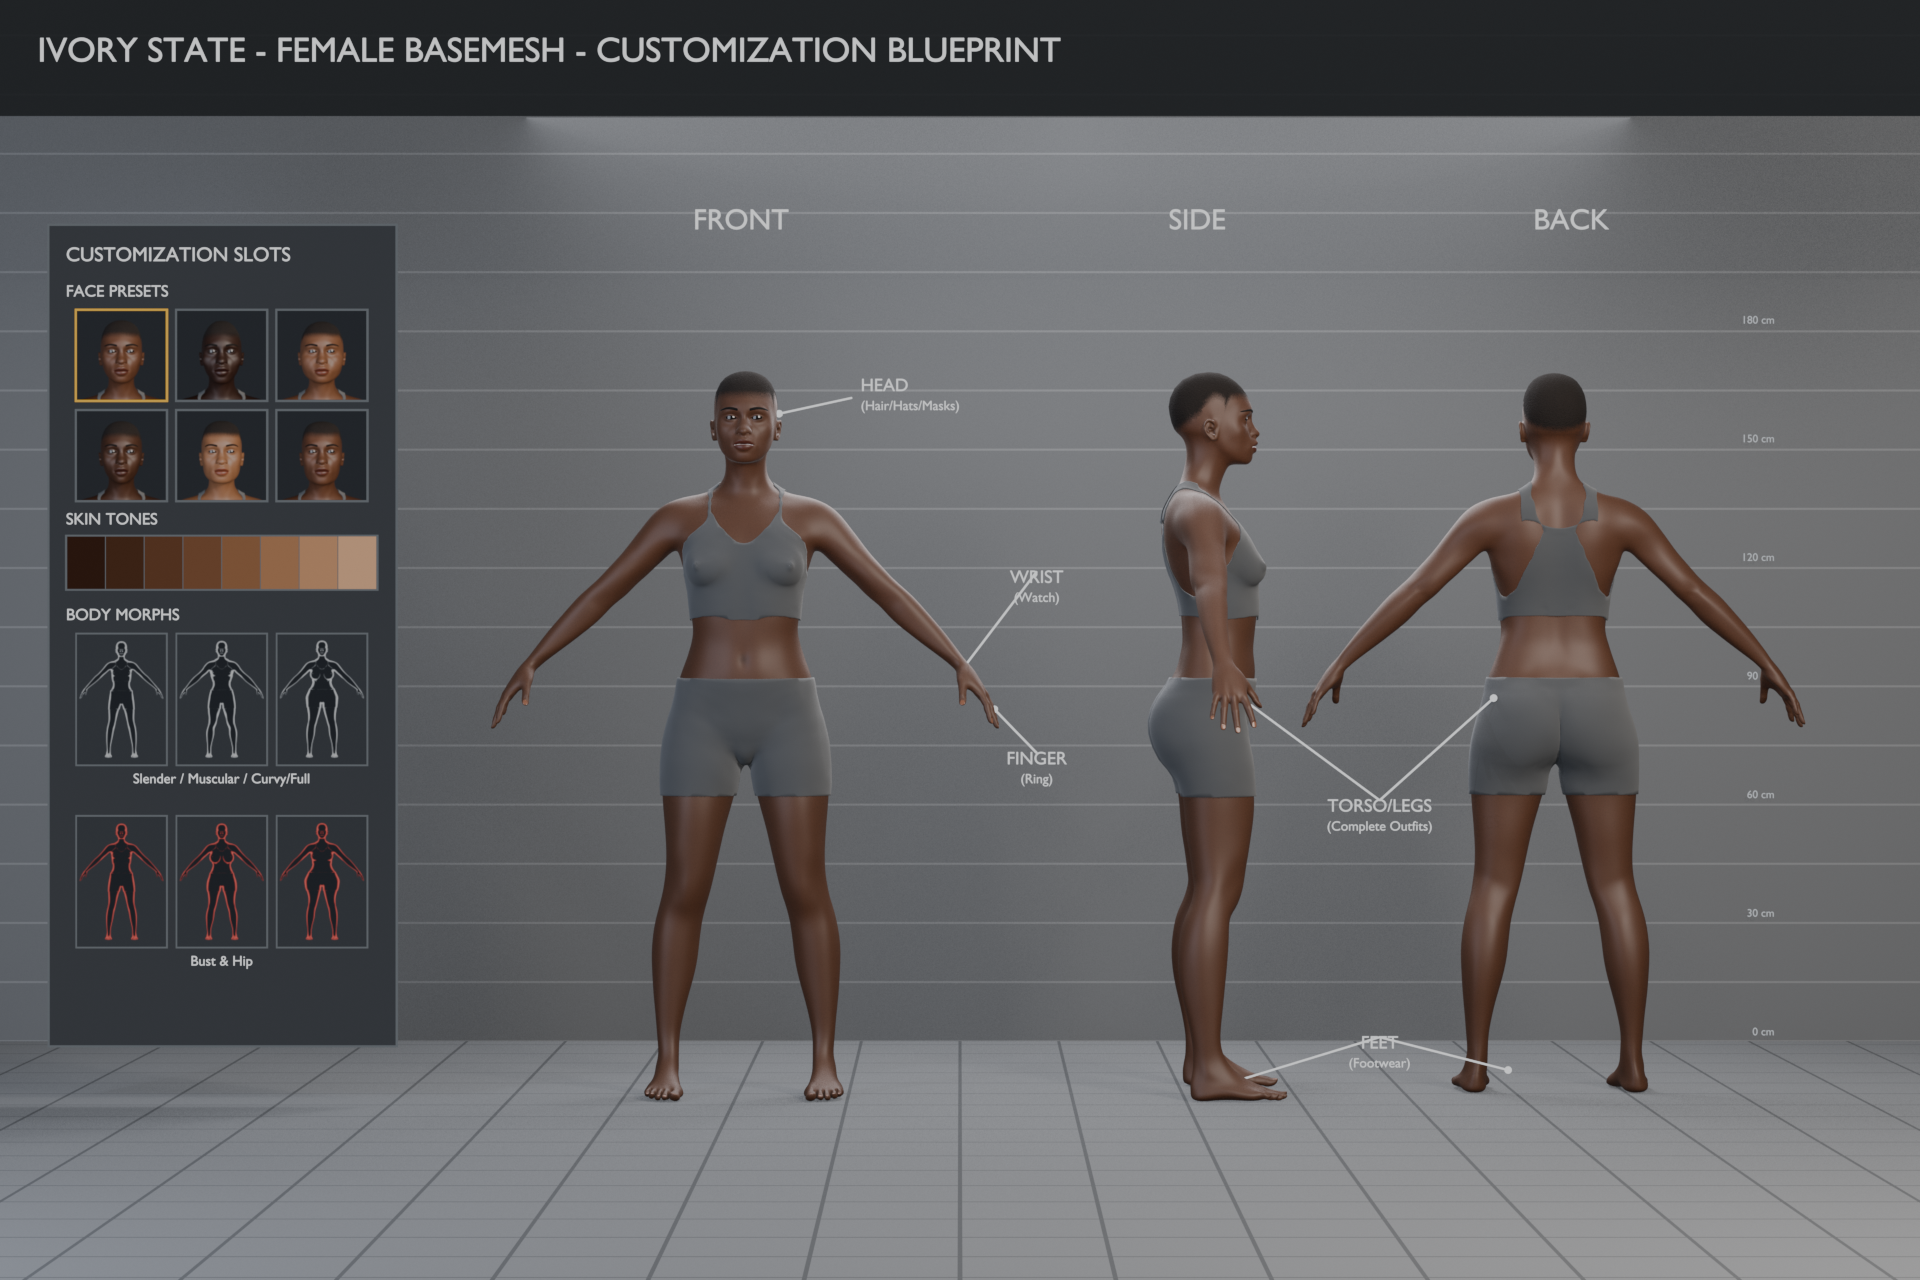 IVORY STATE - FEMALE BASEMESH - CUSTOMIZATION BLUEPRINT
FRONT
SIDE
BACK
CUSTOMIZATION SLOTS
FACE PRESETS
SKIN TONES
BODY MORPHS
Slender / Muscular / Curvy/Full
Bust & Hip
HEAD
(Hair/Hats/Masks)
WRIST
(Watch)
FINGER
(Ring)
TORSO/LEGS
(Complete Outfits)
FEET
(Footwear)
180 cm
150 cm
120 cm
90
60 cm
30 cm
0 cm